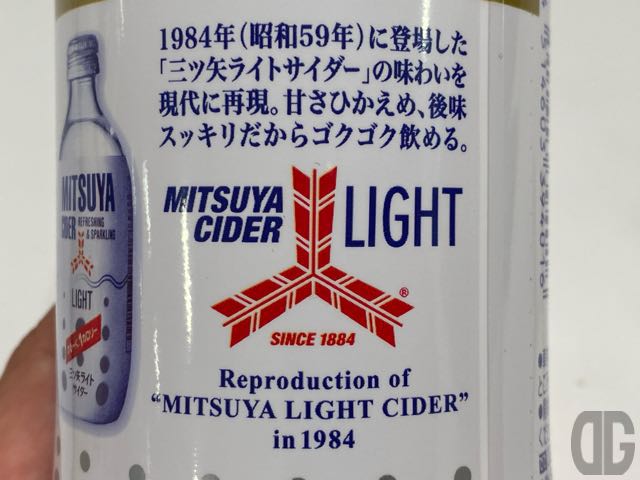 1984年(昭和59年)に登場した
「三ツ矢ライトサイダー」の味わいを
現代に再現。甘さひかえめ、後味
スッキリだからゴクゴク飲める。
MITSUYA
CIDER
REFRESHING
& SPARKLING
LIGHT
三ツ矢ライト
サイダー
MITSUYA
CIDER
LIGHT
®
SINCE 1884
Reproduction of
“MITSUYA LIGHT CIDER”
in 1984
DG